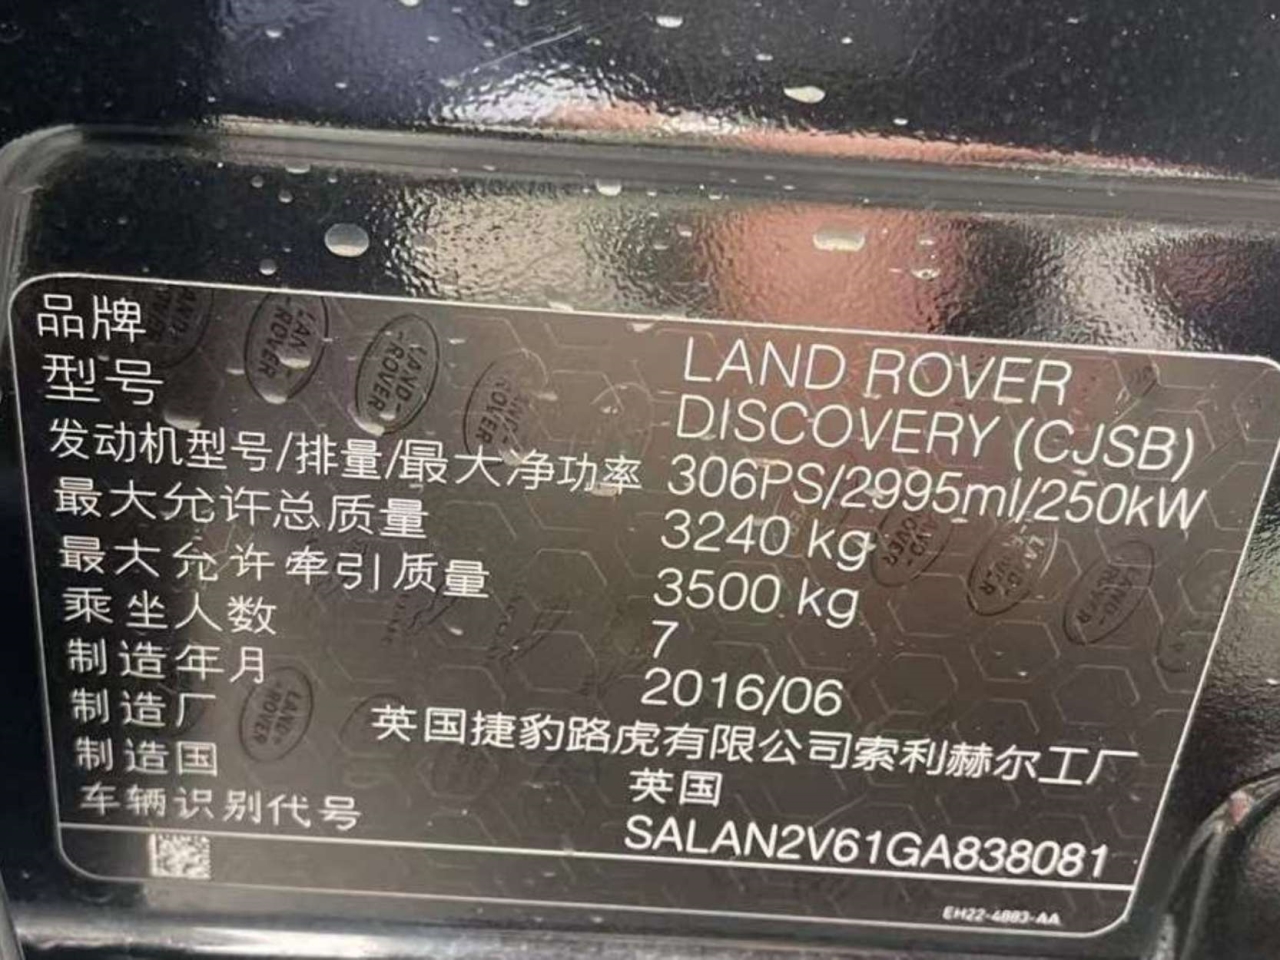 品牌 LAND ROVER
型号 DISCOVERY (CJSB)
发动机型号/排量/最大净功率 306PS/2995ml/250kW
最大允许总质量 3240 kg
最大允许牵引质量 3500 kg
乘坐人数 7
制造年月 2016/06
制造厂 英国捷豹路虎有限公司索利赫尔工厂
制造国 英国
车辆识别代号 SALAN2V61GA838081
EH22-4883-AA